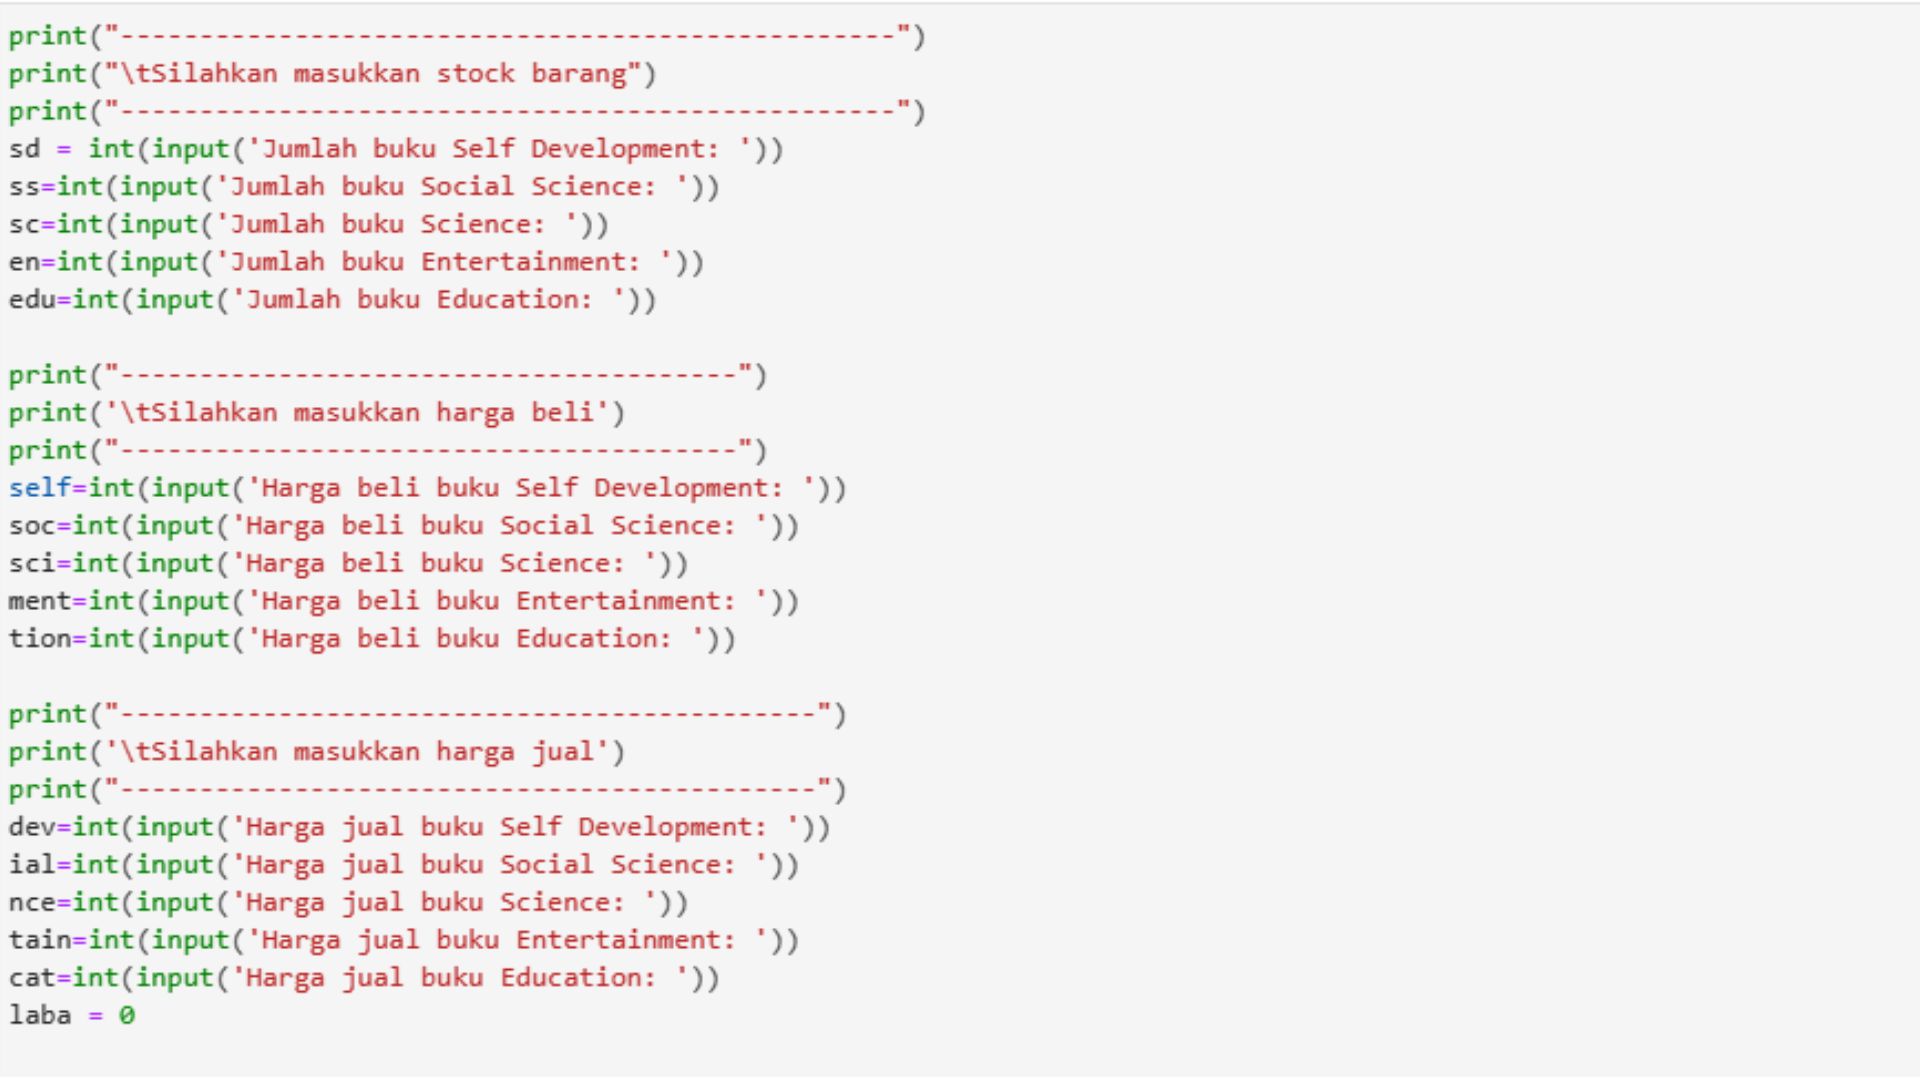 print("-------------------------------------------------")
print("\tSilahkan masukkan stock barang")
print("-------------------------------------------------")
sd = int(input('Jumlah buku Self Development: '))
ss=int(input('Jumlah buku Social Science: '))
sc=int(input('Jumlah buku Science: '))
en=int(input('Jumlah buku Entertainment: '))
edu=int(input('Jumlah buku Education: '))
print("---------------------------------------")
print('\tSilahkan masukkan harga beli')
print("---------------------------------------")
self=int(input('Harga beli buku Self Development: '))
soc=int(input('Harga beli buku Social Science: '))
sci=int(input('Harga beli buku Science: '))
ment=int(input('Harga beli buku Entertainment: '))
tion=int(input('Harga beli buku Education: '))
print("--------------------------------------------")
print('\tSilahkan masukkan harga jual')
print("--------------------------------------------")
dev=int(input('Harga jual buku Self Development: '))
ial=int(input('Harga jual buku Social Science: '))
nce=int(input('Harga jual buku Science: '))
tain=int(input('Harga jual buku Entertainment: '))
cat=int(input('Harga jual buku Education: '))
laba = 0